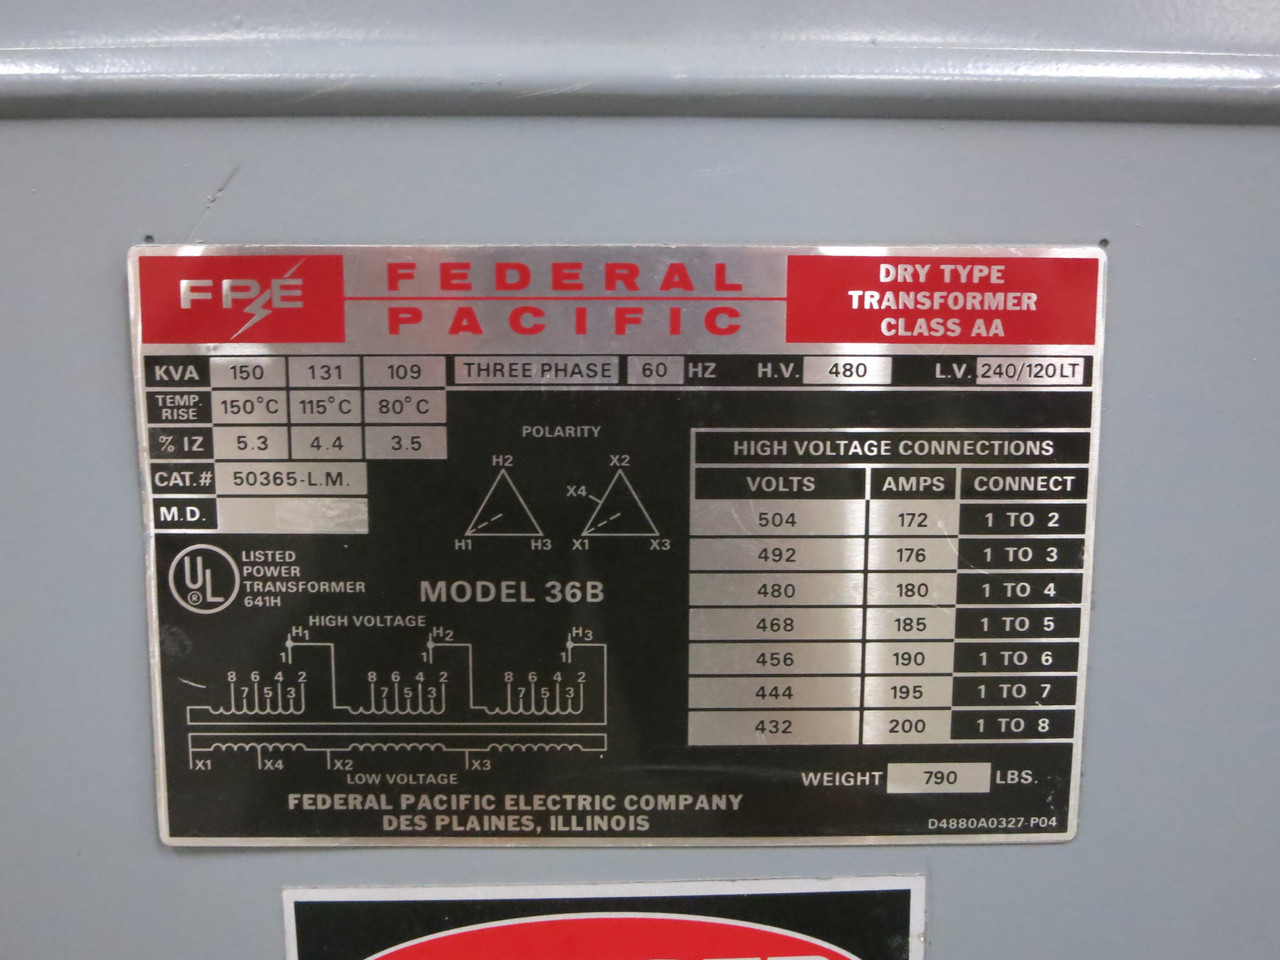 FPE
FEDERAL
PACIFIC
DRY TYPE
TRANSFORMER
CLASS AA
KVA 150 131 109 THREE PHASE 60 HZ H.V. 480 L.V. 240/120LT
TEMP. RISE 150°C 115°C 80°C
% IZ 5.3 4.4 3.5
CAT.# 50365-L.M.
M.D.
POLARITY
H2 X2
X4
H1 H3 X1 X3
HIGH VOLTAGE CONNECTIONS
VOLTS AMPS CONNECT
504 172 1 TO 2
492 176 1 TO 3
480 180 1 TO 4
468 185 1 TO 5
456 190 1 TO 6
444 195 1 TO 7
432 200 1 TO 8
UL ®
LISTED
POWER
TRANSFORMER
641H
MODEL 36B
HIGH VOLTAGE
H1 H2 H3
1 1 1
8 6 4 2 8 6 4 2 8 6 4 2
7 5 3 7 5 3 7 5 3
X1 X4 X2 X3
LOW VOLTAGE
WEIGHT 790 LBS.
FEDERAL PACIFIC ELECTRIC COMPANY
DES PLAINES, ILLINOIS
D4880A0327-P04